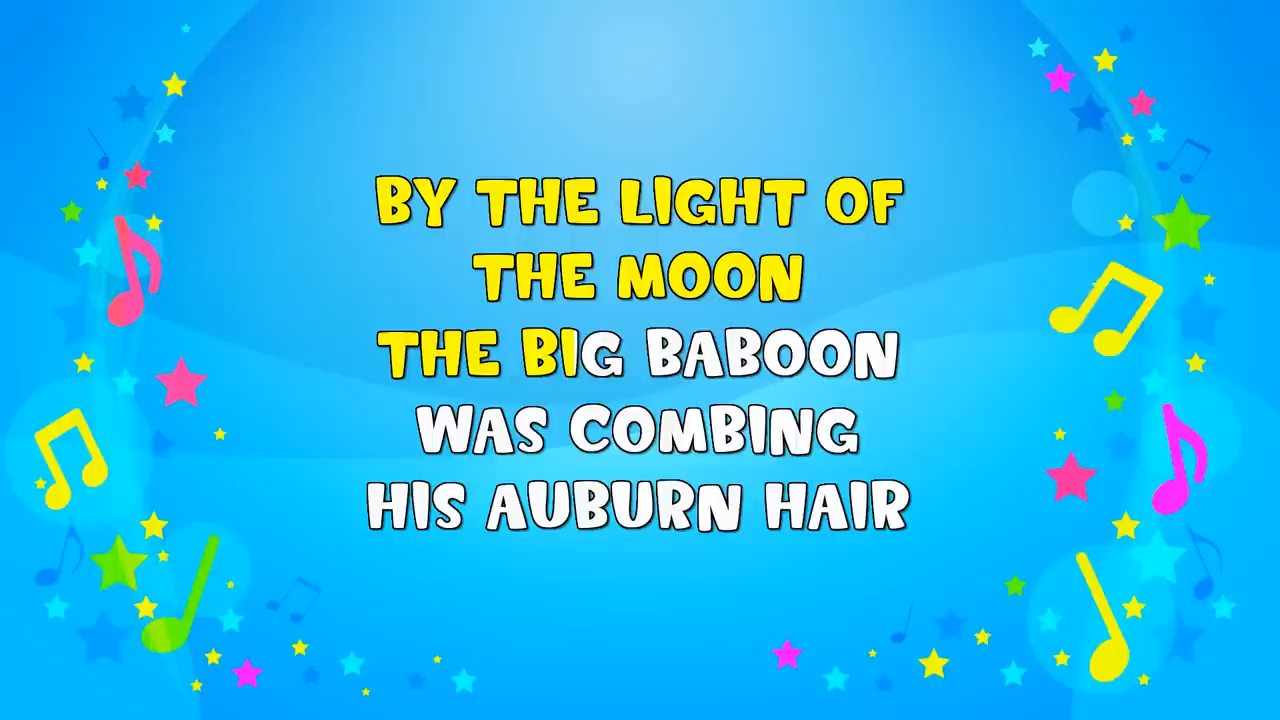 BY THE LIGHT OF
THE MOON
THE BIG BABOON
WAS COMBING
HIS AUBURN HAIR